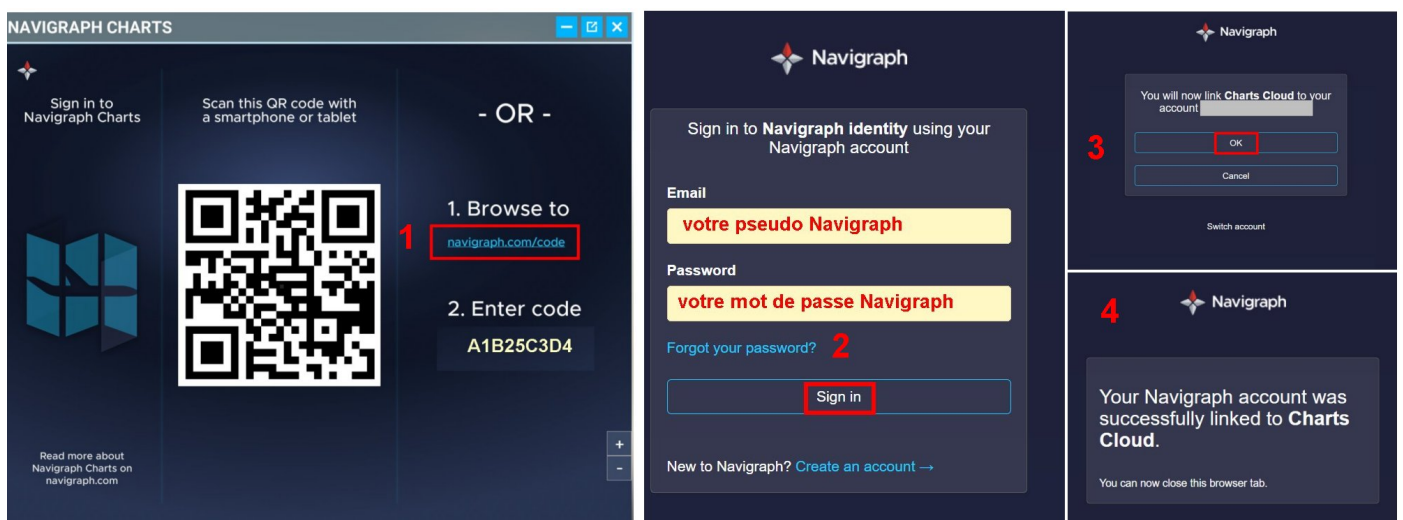 NAVIGRAPH CHARTS
Sign in to
Navigraph Charts
Scan this QR code with
a smartphone or tablet
- OR -
1. Browse to
1
navigraph.com/code
2. Enter code
A1B25C3D4
Read more about
Navigraph Charts on
navigraph.com
+
-
Navigraph
Sign in to Navigraph identity using your
Navigraph account
Email
votre pseudo Navigraph
Password
votre mot de passe Navigraph
Forgot your password?
2
Sign in
New to Navigraph? Create an account →
Navigraph
You will now link Charts Cloud to your
account
3
OK
Cancel
Switch account
4
Navigraph
Your Navigraph account was
successfully linked to Charts
Cloud.
You can now close this browser tab.